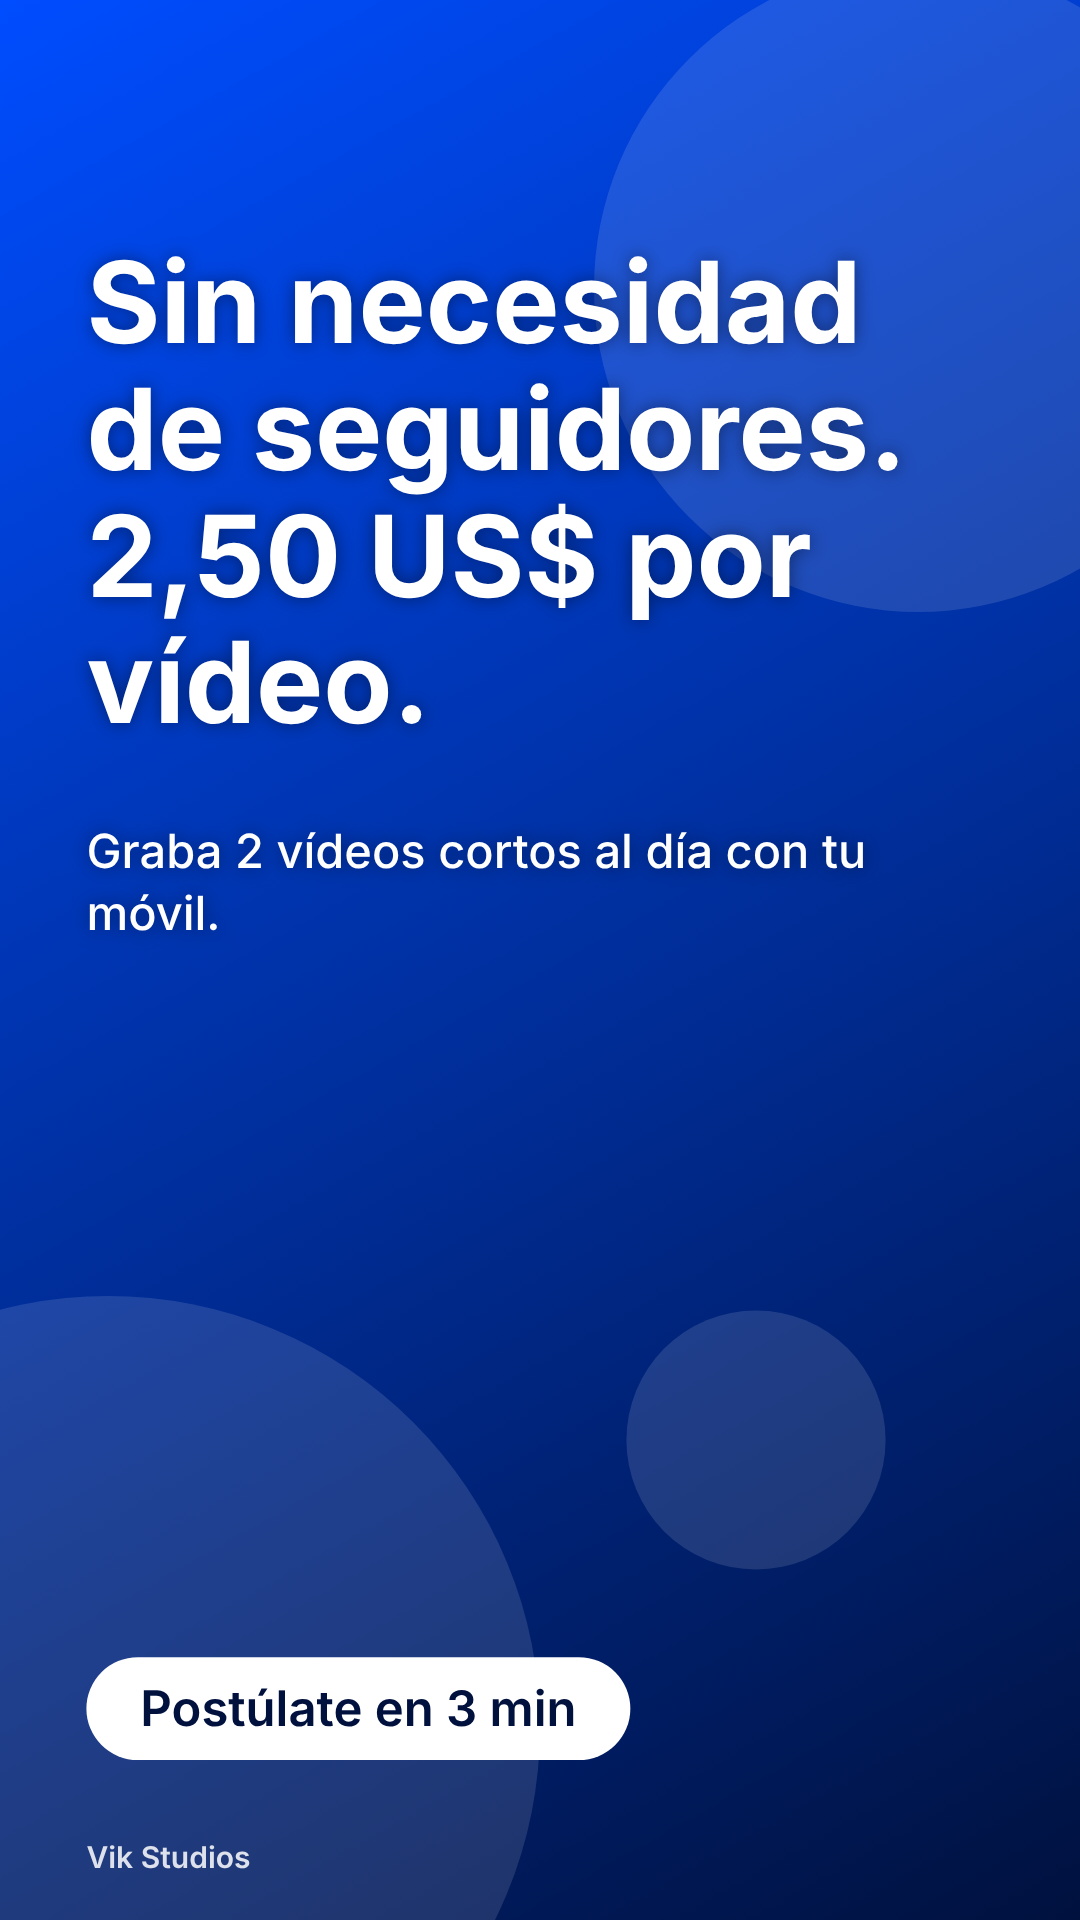 Sin necesidad
de seguidores.
2,50 US$ por
vídeo.
Graba 2 vídeos cortos al día con tu
móvil.
Postúlate en 3 min
Vik Studios